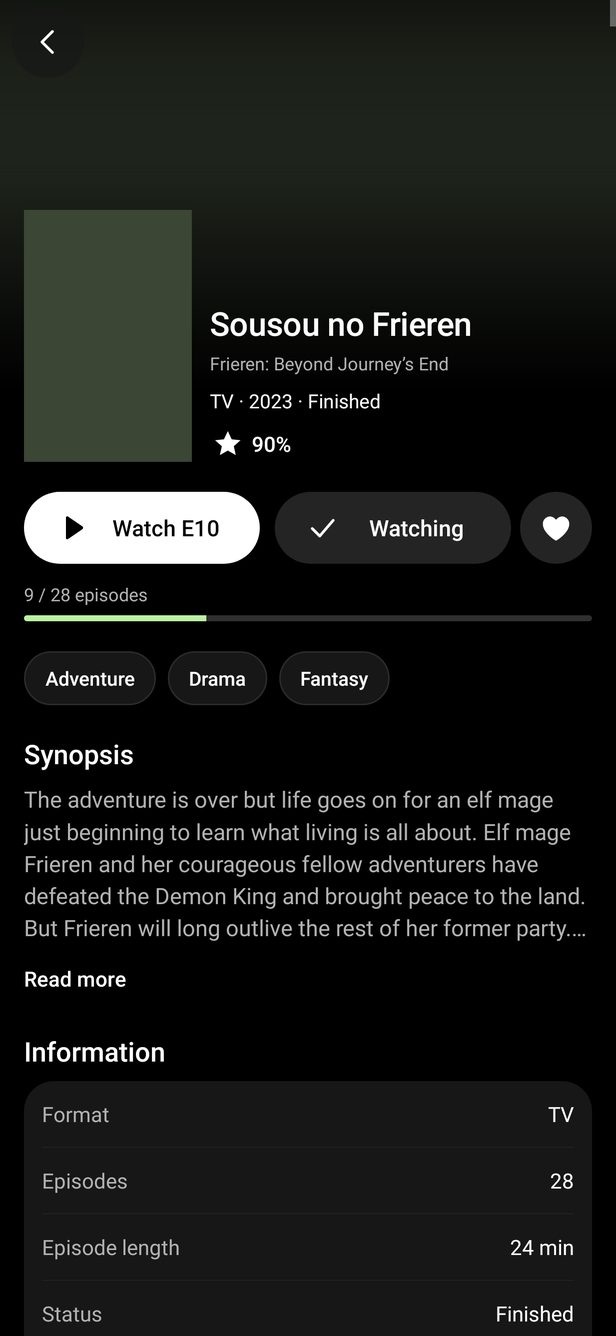 Sousou no Frieren
Frieren: Beyond Journey’s End
TV · 2023 · Finished
90%
Watch E10
Watching
9 / 28 episodes
Adventure
Drama
Fantasy
Synopsis
The adventure is over but life goes on for an elf mage
just beginning to learn what living is all about. Elf mage
Frieren and her courageous fellow adventurers have
defeated the Demon King and brought peace to the land.
But Frieren will long outlive the rest of her former party.…
Read more
Information
Format TV
Episodes 28
Episode length 24 min
Status Finished